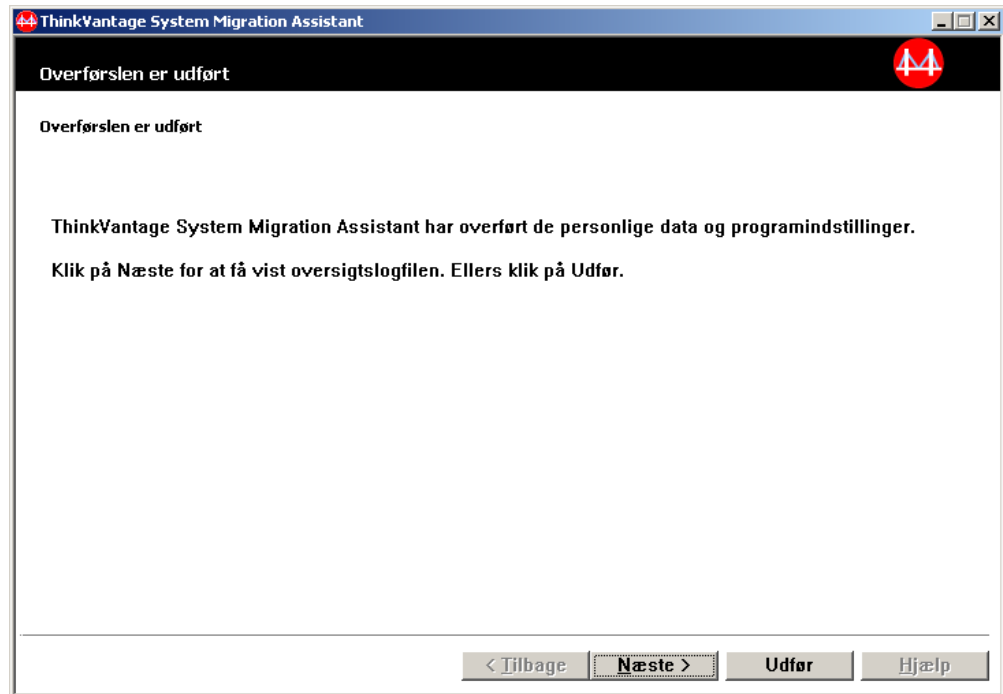 ThinkVantage System Migration Assistant
Overførslen er udført
Overførslen er udført
ThinkVantage System Migration Assistant har overført de personlige data og programindstillinger.
Klik på Næste for at få vist oversigtslogfilen. Ellers klik på Udfør.
< Tilbage Næste > Udfør Hjælp